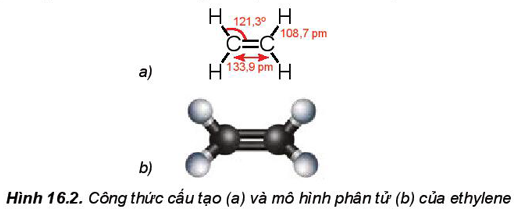 H 121,3° H
C=C 108,7 pm
H 133,9 pm H
a)
b)
Hình 16.2. Công thức cấu tạo (a) và mô hình phân tử (b) của ethylene